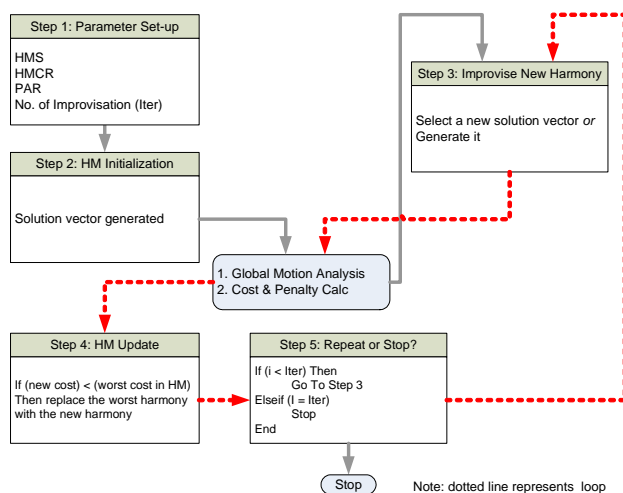 Step 1: Parameter Set-up
HMS
HMCR
PAR
No. of Improvisation (Iter)
Step 2: HM Initialization
Solution vector generated
Step 3: Improvise New Harmony
Select a new solution vector or
Generate it
1. Global Motion Analysis
2. Cost & Penalty Calc
Step 4: HM Update
If (new cost) < (worst cost in HM)
Then replace the worst harmony
with the new harmony
Step 5: Repeat or Stop?
If (i < Iter) Then
Go To Step 3
Elseif (I = Iter)
Stop
End
Stop
Note: dotted line represents loop